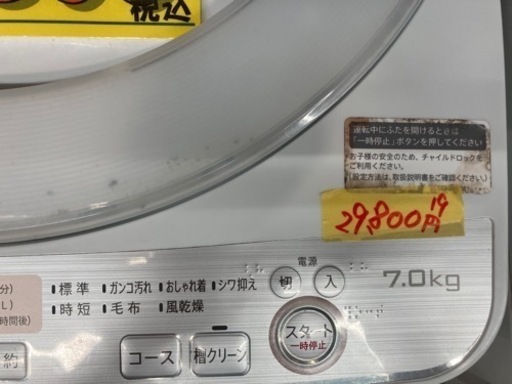 税込
運転中にふたを開けるときは
「一時停止」ボタンを押してください
お子様の安全のため、チャイルドロックを
ご利用ください。
(設定方法は、取扱説明書をご確認ください。)
19
29,800円
電源
切 入 7.0kg
分)
L)
時間後)
約
標準 ガンコ汚れ おしゃれ着 シワ抑え
時短 毛布 風乾燥
コース 槽クリーン
スタート
一時停止